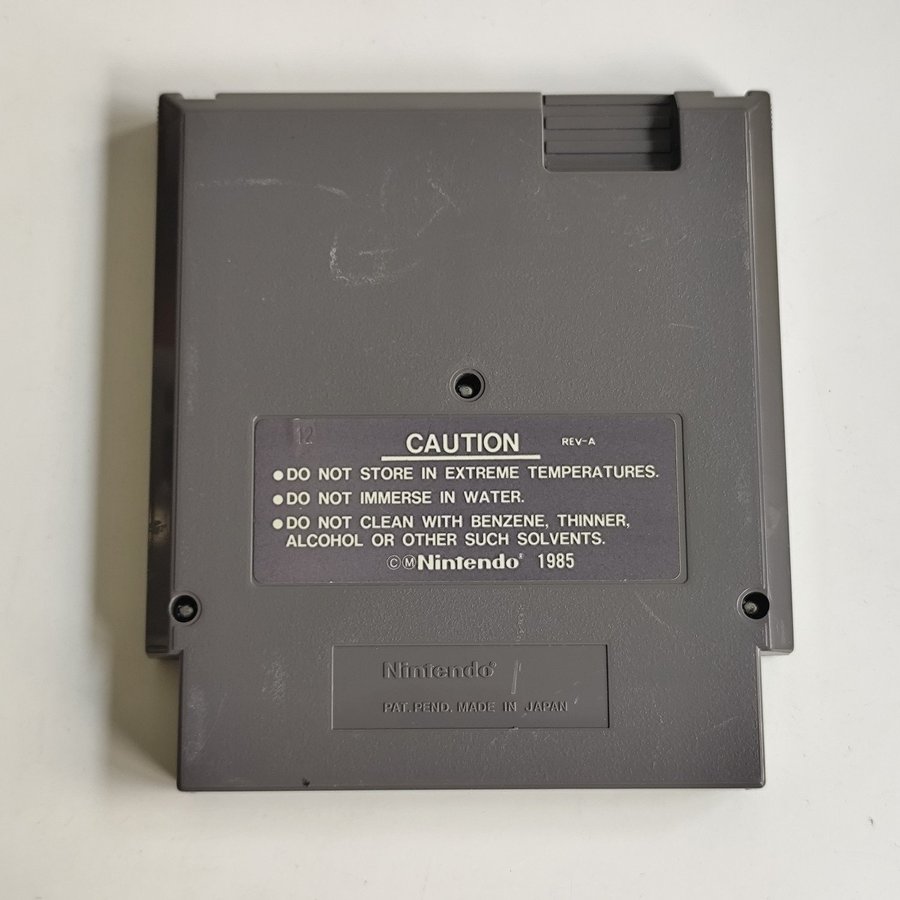 12
CAUTION REV-A
●DO NOT STORE IN EXTREME TEMPERATURES.
●DO NOT IMMERSE IN WATER.
●DO NOT CLEAN WITH BENZENE, THINNER,
ALCOHOL OR OTHER SUCH SOLVENTS.
ⒸⓂNintendo® 1985
Nintendo®
PAT.PEND. MADE IN JAPAN